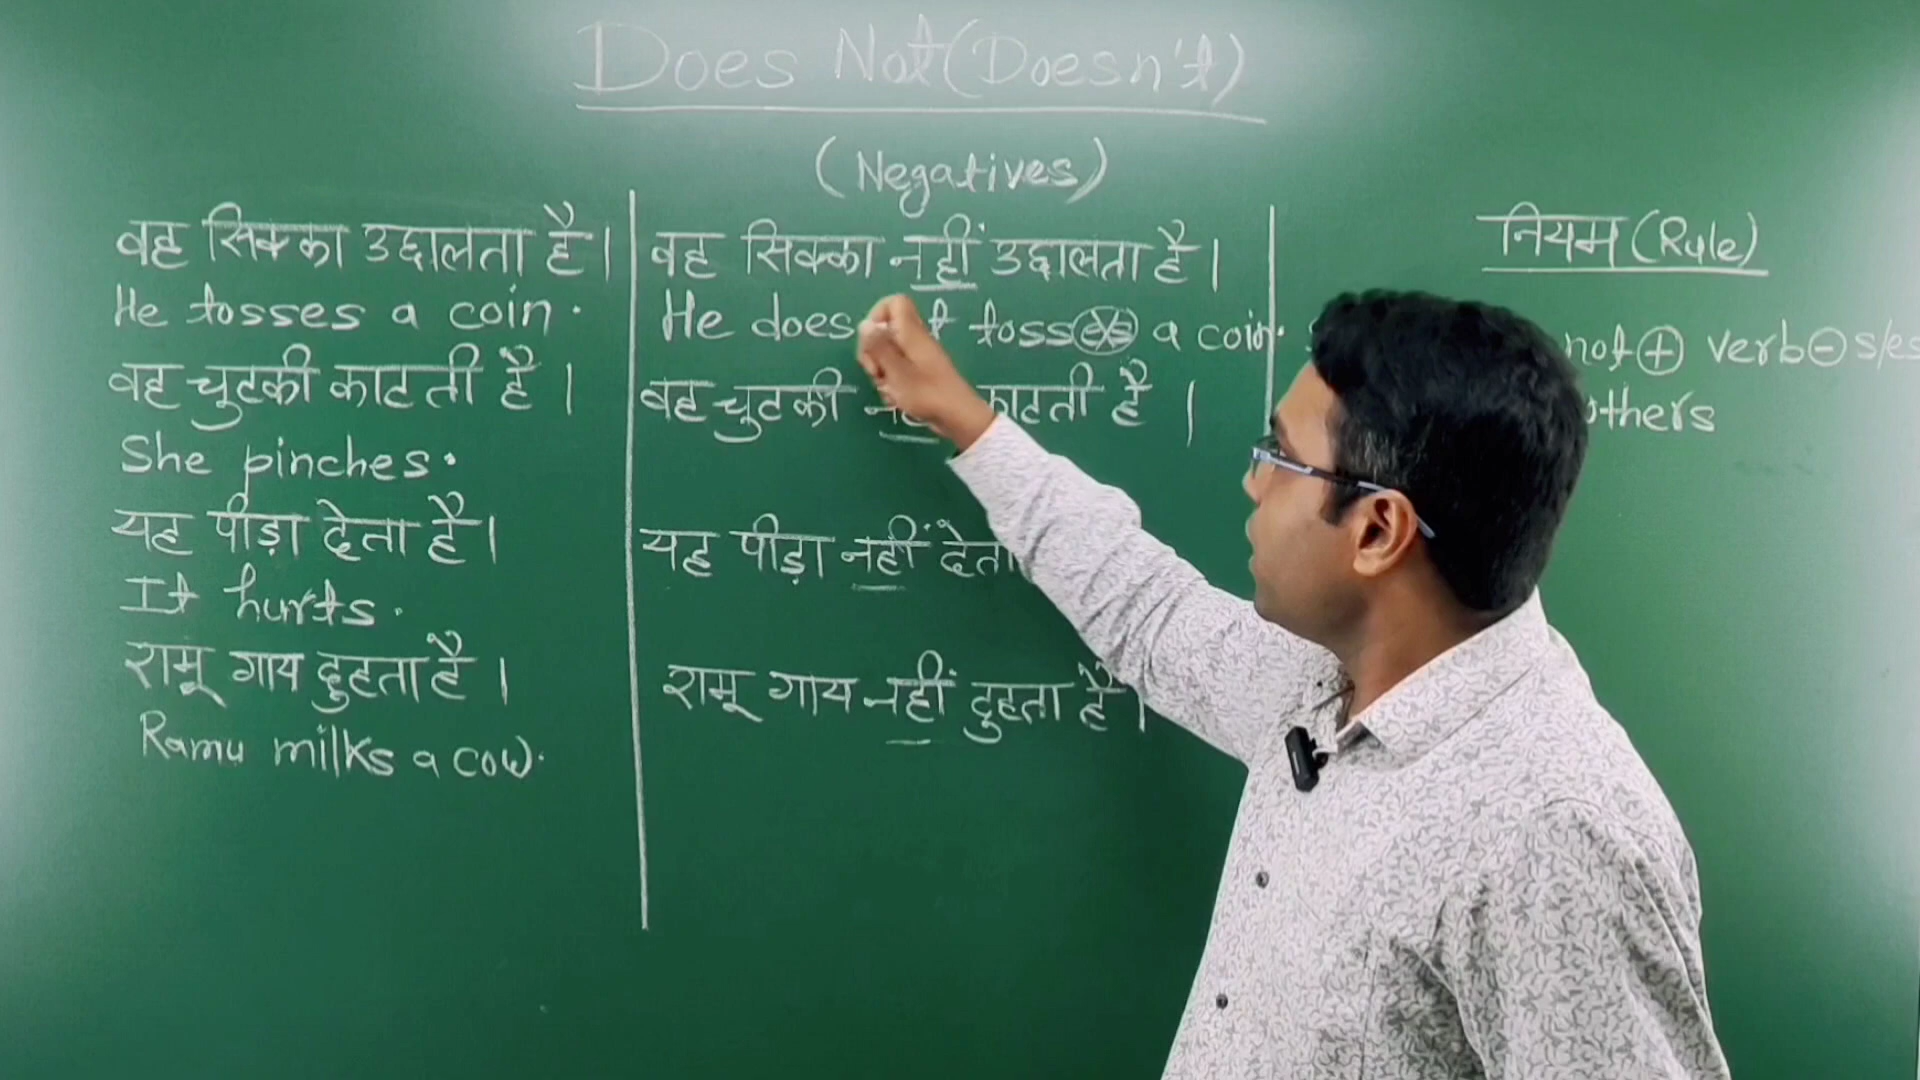 Does Not (Doesn't)
(Negatives)
वह सिक्का उछालता है।
He tosses a coin.
वह चुटकी काटती है।
She pinches.
यह पीड़ा देता है।
It hurts.
रामू गाय दुहता है।
Ramu milks a cow.
वह सिक्का नहीं उछालता है।
He does tosses a coin.
वह चुटकी काटती है।
यह पीड़ा नहीं देता
रामू गाय नहीं दुहता है।
नियम (Rule)
not + verb - s/es
others